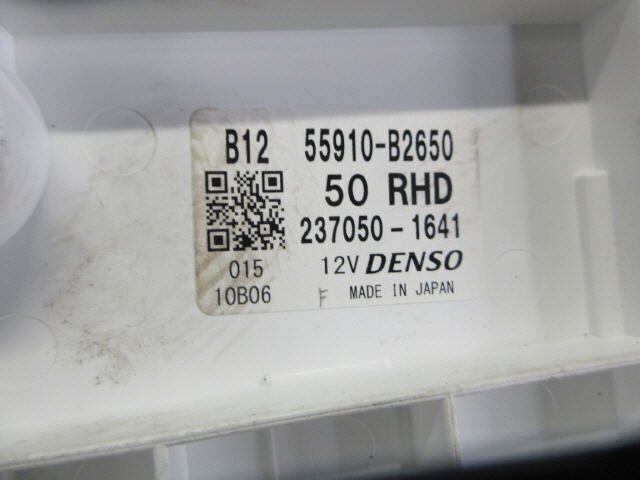 B12 55910-B2650
50 RHD
237050-1641
015 12V DENSO
10B06 F MADE IN JAPAN